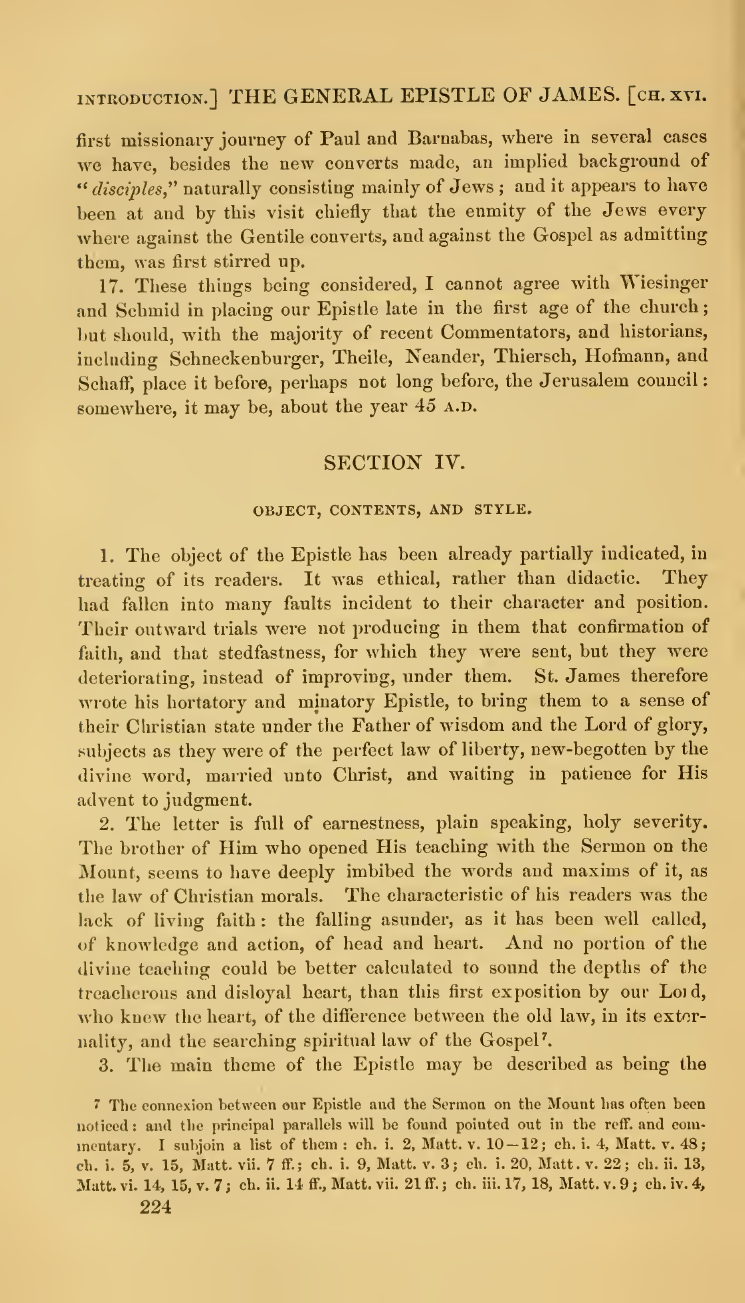 INTRODUCTION.] THE GENERAL EPISTLE OF JAMES. [CH. XVI.
first missionary journey of Paul and Barnabas, where in several cases
we have, besides the new converts made, an implied background of
“disciples,” naturally consisting mainly of Jews ; and it appears to have
been at and by this visit chiefly that the enmity of the Jews every
where against the Gentile converts, and against the Gospel as admitting
them, was first stirred up.
17. These things being considered, I cannot agree with Wiesinger
and Schmid in placing our Epistle late in the first age of the church ;
but should, with the majority of recent Commentators, and historians,
including Schneckenburger, Theile, Neander, Thiersch, Hofmann, and
Schaff, place it before, perhaps not long before, the Jerusalem council :
somewhere, it may be, about the year 45 A.D.
SECTION IV.
OBJECT, CONTENTS, AND STYLE.
1. The object of the Epistle has been already partially indicated, in
treating of its readers. It was ethical, rather than didactic. They
had fallen into many faults incident to their character and position.
Their outward trials were not producing in them that confirmation of
faith, and that stedfastness, for which they were sent, but they were
deteriorating, instead of improving, under them. St. James therefore
wrote his hortatory and minatory Epistle, to bring them to a sense of
their Christian state under the Father of wisdom and the Lord of glory,
subjects as they were of the perfect law of liberty, new-begotten by the
divine word, married unto Christ, and waiting in patience for His
advent to judgment.
2. The letter is full of earnestness, plain speaking, holy severity.
The brother of Him who opened His teaching with the Sermon on the
Mount, seems to have deeply imbibed the words and maxims of it, as
the law of Christian morals. The characteristic of his readers was the
lack of living faith : the falling asunder, as it has been well called,
of knowledge and action, of head and heart. And no portion of the
divine teaching could be better calculated to sound the depths of the
treacherous and disloyal heart, than this first exposition by our Lord,
who knew the heart, of the difference between the old law, in its exter-
nality, and the searching spiritual law of the Gospel 7.
3. The main theme of the Epistle may be described as being the
7 The connexion between our Epistle and the Sermon on the Mount has often been
noticed : and the principal parallels will be found pointed out in the reff. and com-
mentary. I subjoin a list of them : ch. i. 2, Matt. v. 10—12 ; ch. i. 4, Matt. v. 48 ;
ch. i. 5, v. 15, Matt. vii. 7 ff. ; ch. i. 9, Matt. v. 3 ; ch. i. 20, Matt. v. 22 ; ch. ii. 13,
Matt. vi. 14, 15, v. 7 ; ch. ii. 14 ff., Matt. vii. 21 ff. ; ch. iii. 17, 18, Matt. v. 9 ; ch. iv. 4,
224